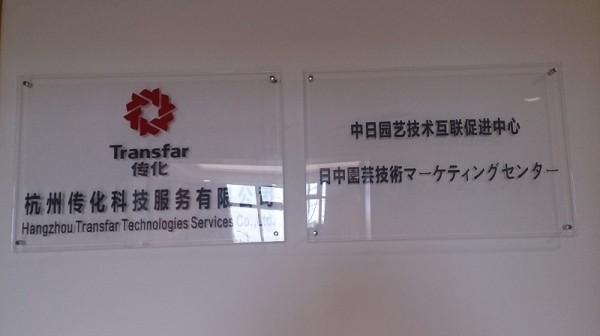 Transfar
传化
杭州传化科技服务有限公司
Hangzhou Transfar Technologies Services Co.,Ltd.
中日园艺技术互联促进中心
日中園芸技術マーケティングセンター